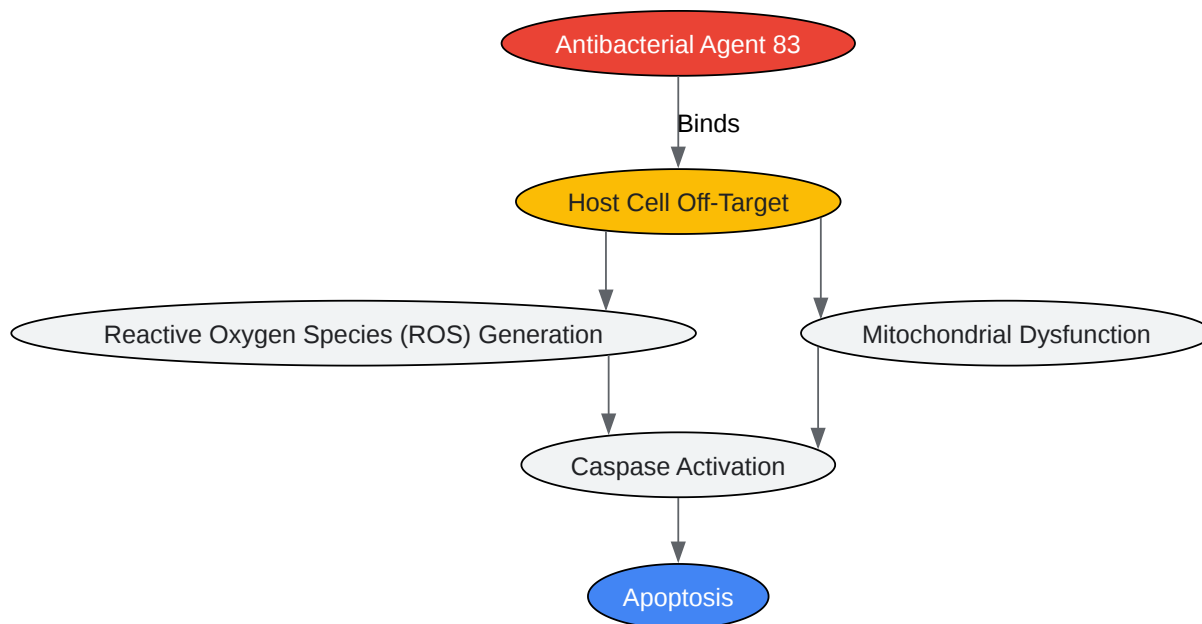 Antibacterial Agent 83
Binds
Host Cell Off-Target
Reactive Oxygen Species (ROS) Generation
Mitochondrial Dysfunction
Caspase Activation
Apoptosis